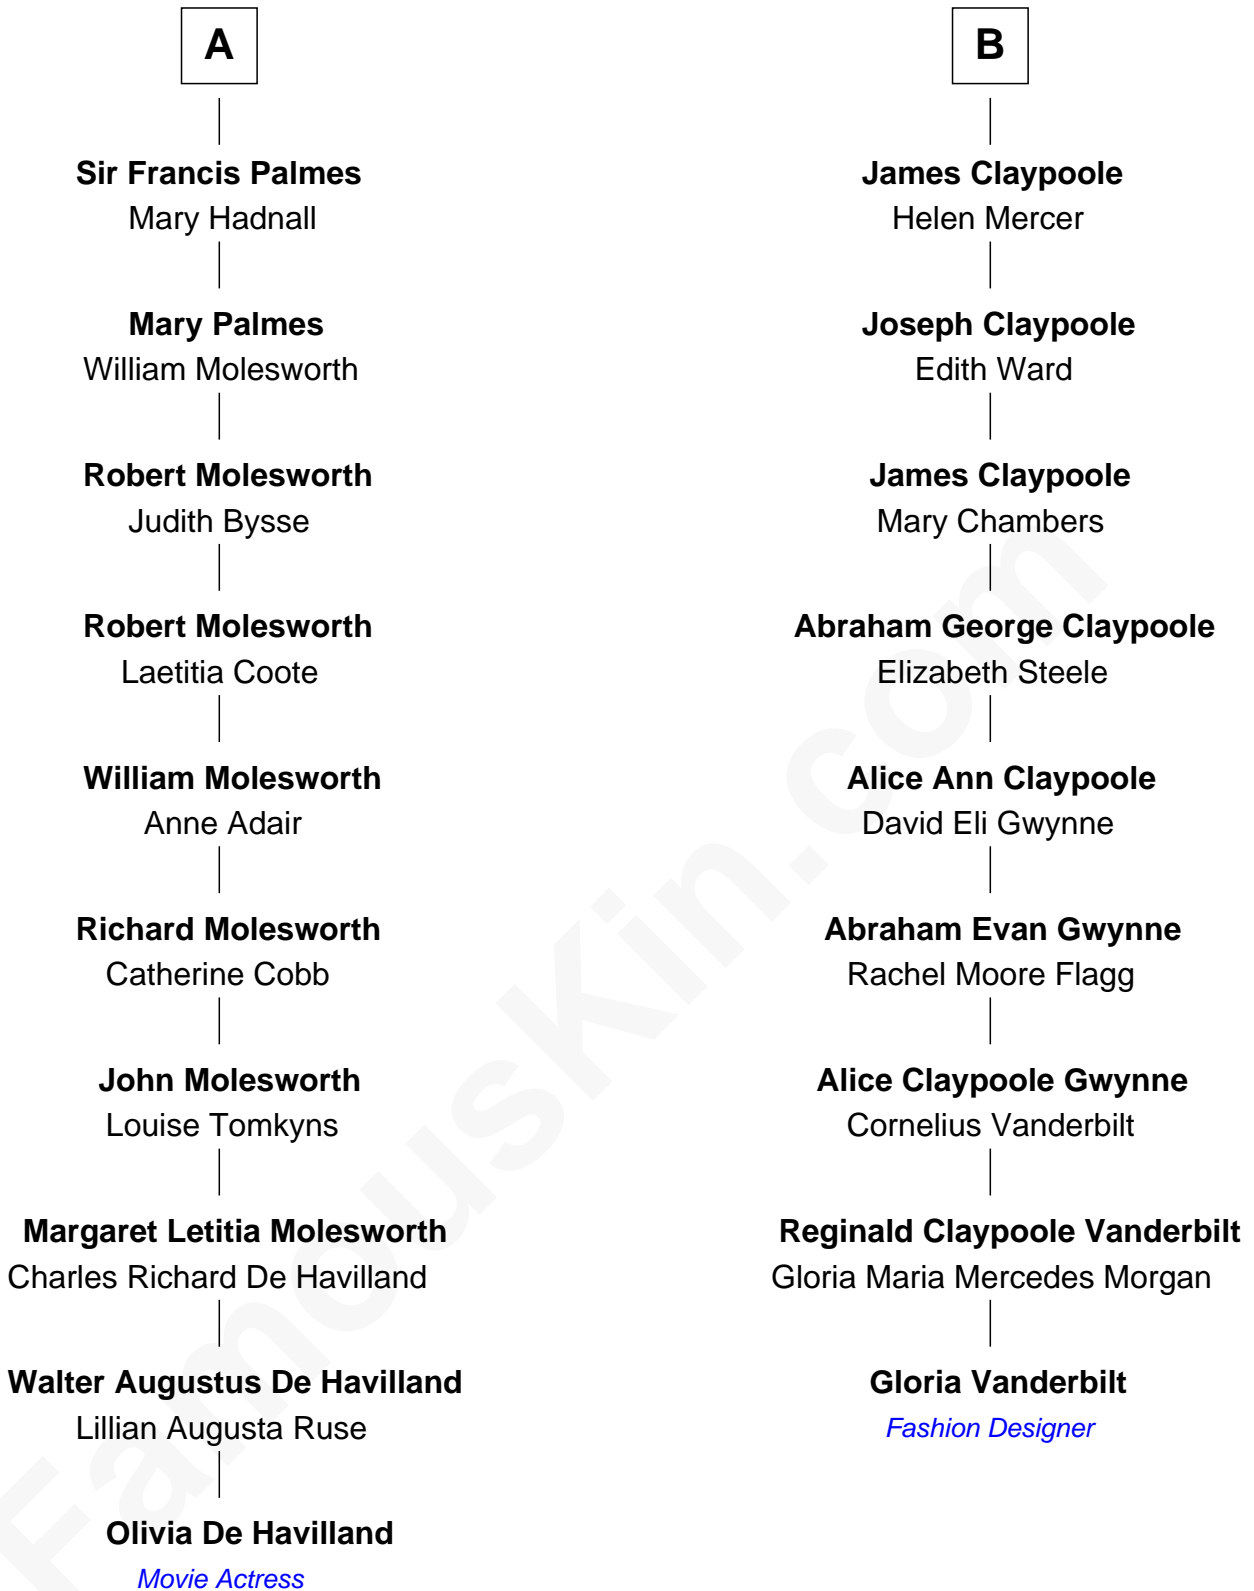 A
Sir Francis Palmes
Mary Hadnall
Mary Palmes
William Molesworth
Robert Molesworth
Judith Bysse
Robert Molesworth
Laetitia Coote
William Molesworth
Anne Adair
Richard Molesworth
Catherine Cobb
John Molesworth
Louise Tomkyns
Margaret Letitia Molesworth
Charles Richard De Havilland
Walter Augustus De Havilland
Lillian Augusta Ruse
Olivia De Havilland
Movie Actress
B
James Claypoole
Helen Mercer
Joseph Claypoole
Edith Ward
James Claypoole
Mary Chambers
Abraham George Claypoole
Elizabeth Steele
Alice Ann Claypoole
David Eli Gwynne
Abraham Evan Gwynne
Rachel Moore Flagg
Alice Claypoole Gwynne
Cornelius Vanderbilt
Reginald Claypoole Vanderbilt
Gloria Maria Mercedes Morgan
Gloria Vanderbilt
Fashion Designer
FamousKin.com